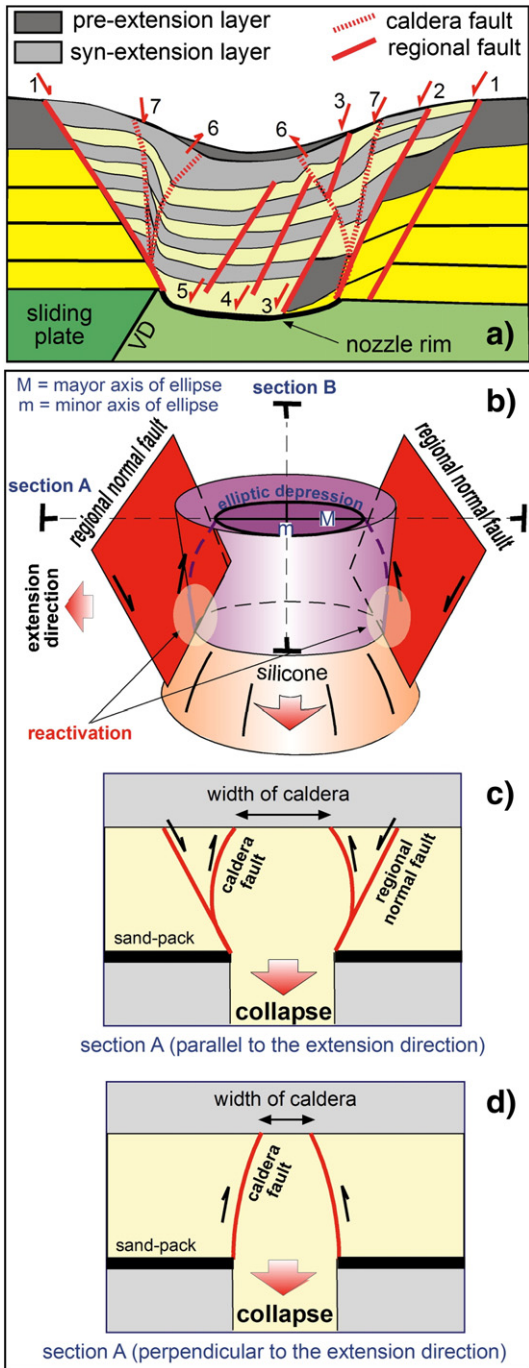 pre-extension layer
syn-extension layer
caldera fault
regional fault
1
7
6
6
3
7
2
1
5
4
3
sliding plate
VD
nozzle rim
a)
M = mayor axis of ellipse
m = minor axis of ellipse
section B
b)
section A
regional normal fault
regional normal fault
elliptic depression
M
m
extension direction
silicone
reactivation
c)
width of caldera
caldera fault
regional normal fault
sand-pack
collapse
section A (parallel to the extension direction)
d)
width of caldera
caldera fault
sand-pack
collapse
section A (perpendicular to the extension direction)